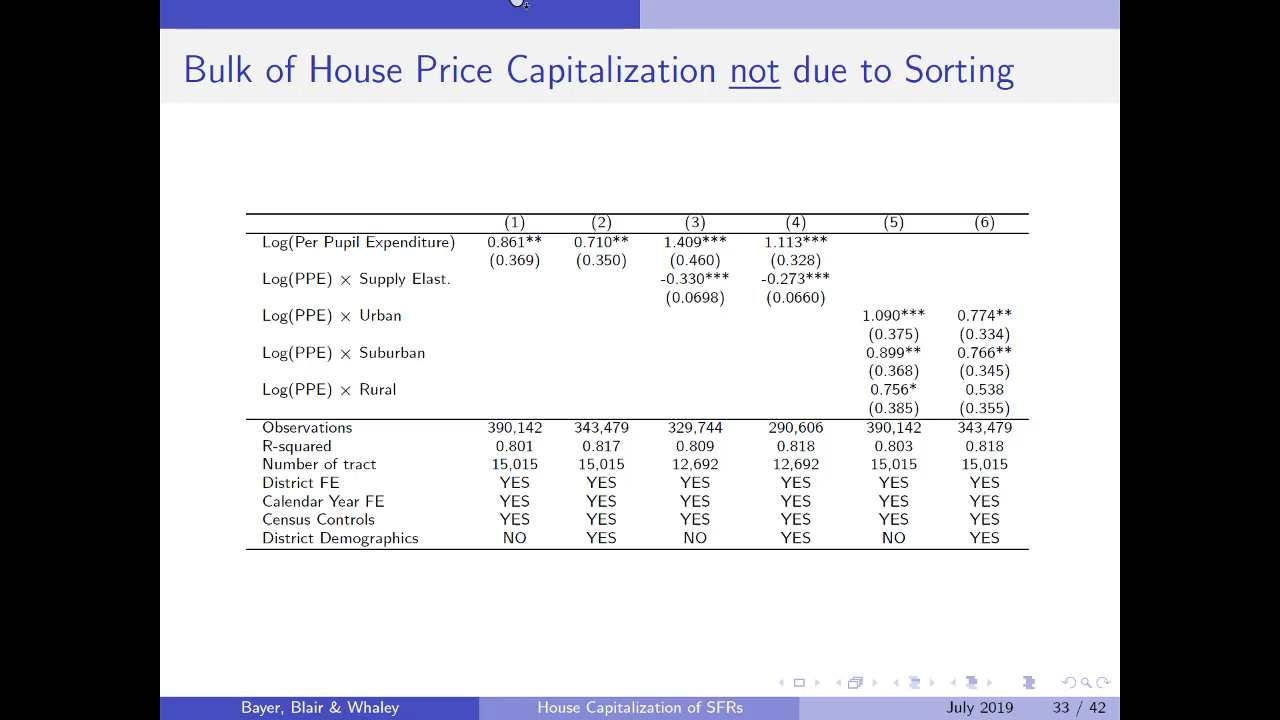 Bulk of House Price Capitalization not due to Sorting
(1) (2) (3) (4) (5) (6)
Log(Per Pupil Expenditure) 0.861** 0.710** 1.409*** 1.113***
(0.369) (0.350) (0.460) (0.328)
Log(PPE) × Supply Elast. -0.330*** -0.273***
(0.0698) (0.0660)
Log(PPE) × Urban 1.090*** 0.774**
(0.375) (0.334)
Log(PPE) × Suburban 0.899** 0.766**
(0.368) (0.345)
Log(PPE) × Rural 0.756* 0.538
(0.385) (0.355)
Observations 390,142 343,479 329,744 290,606 390,142 343,479
R-squared 0.801 0.817 0.809 0.818 0.803 0.818
Number of tract 15,015 15,015 12,692 12,692 15,015 15,015
District FE YES YES YES YES YES YES
Calendar Year FE YES YES YES YES YES YES
Census Controls YES YES YES YES YES YES
District Demographics NO YES NO YES NO YES
Bayer, Blair & Whaley House Capitalization of SFRs July 2019 33 / 42